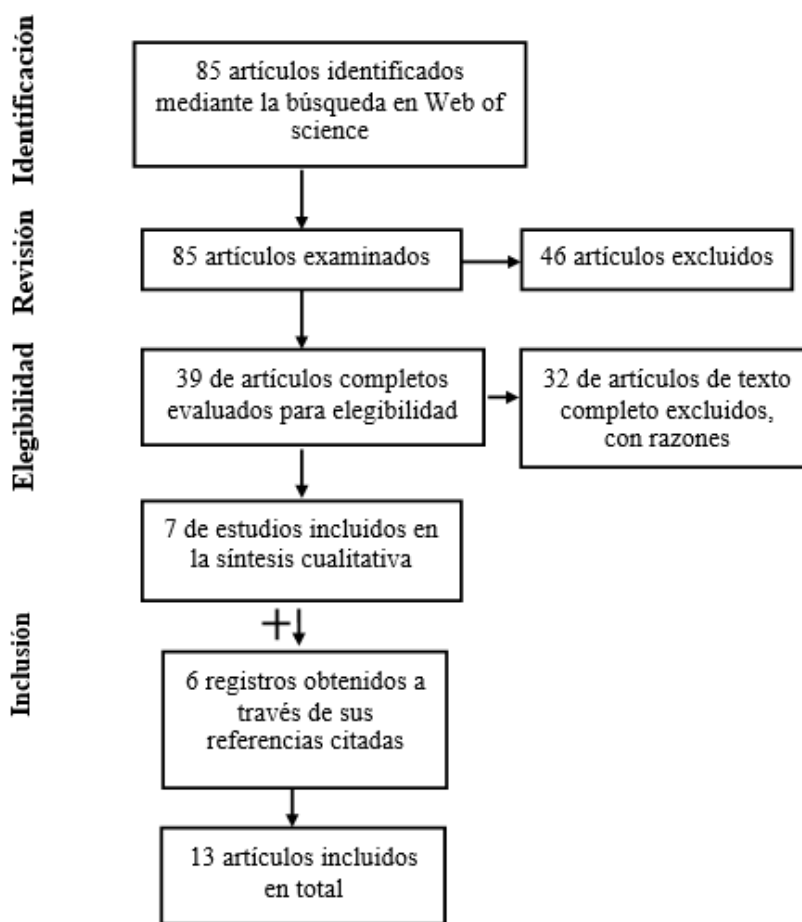 Identificación
85 artículos identificados
mediante la búsqueda en Web of
science
Revisión
85 artículos examinados
46 artículos excluidos
Elegibilidad
39 de artículos completos
evaluados para elegibilidad
32 de artículos de texto
completo excluidos,
con razones
7 de estudios incluidos en
la síntesis cualitativa
+
Inclusión
6 registros obtenidos a
través de sus
referencias citadas
13 artículos incluidos
en total